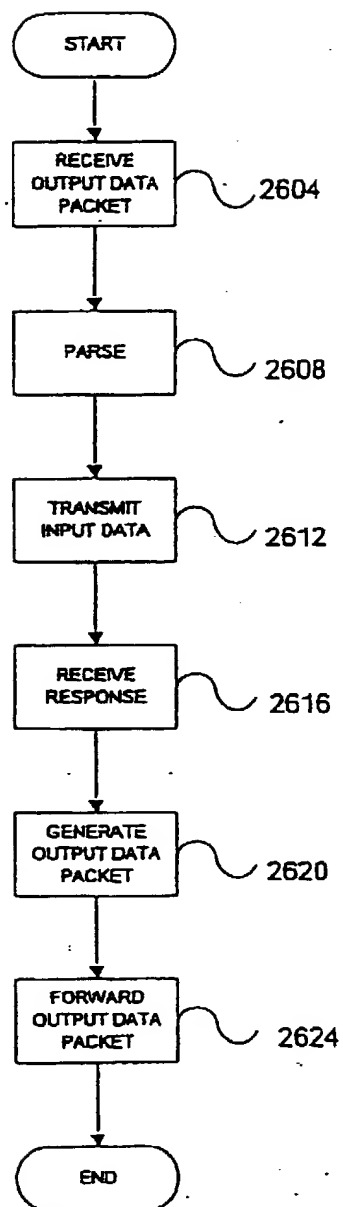 START
RECEIVE
OUTPUT DATA
PACKET
2604
PARSE
2608
TRANSMIT
INPUT DATA
2612
RECEIVE
RESPONSE
2616
GENERATE
OUTPUT DATA
PACKET
2620
FORWARD
OUTPUT DATA
PACKET
2624
END